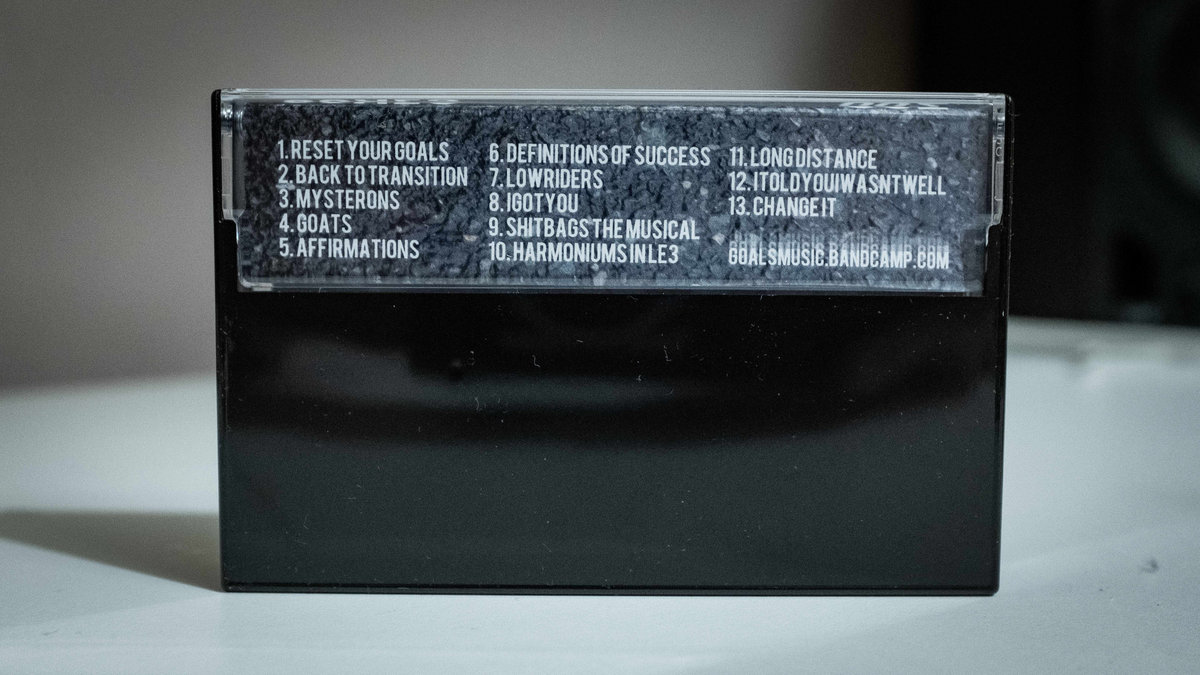 1. RESET YOUR GOALS
2. BACK TO TRANSITION
3. MYSTERONS
4. GOATS
5. AFFIRMATIONS
6. DEFINITIONS OF SUCCESS
7. LOWRIDERS
8. IGOTYOU
9. SHITBAGS THE MUSICAL
10. HARMONIUMS IN LE3
11. LONG DISTANCE
12. ITOLDYOUIWASNTWELL
13. CHANGE IT
GOALSMUSIC.BANDCAMP.COM